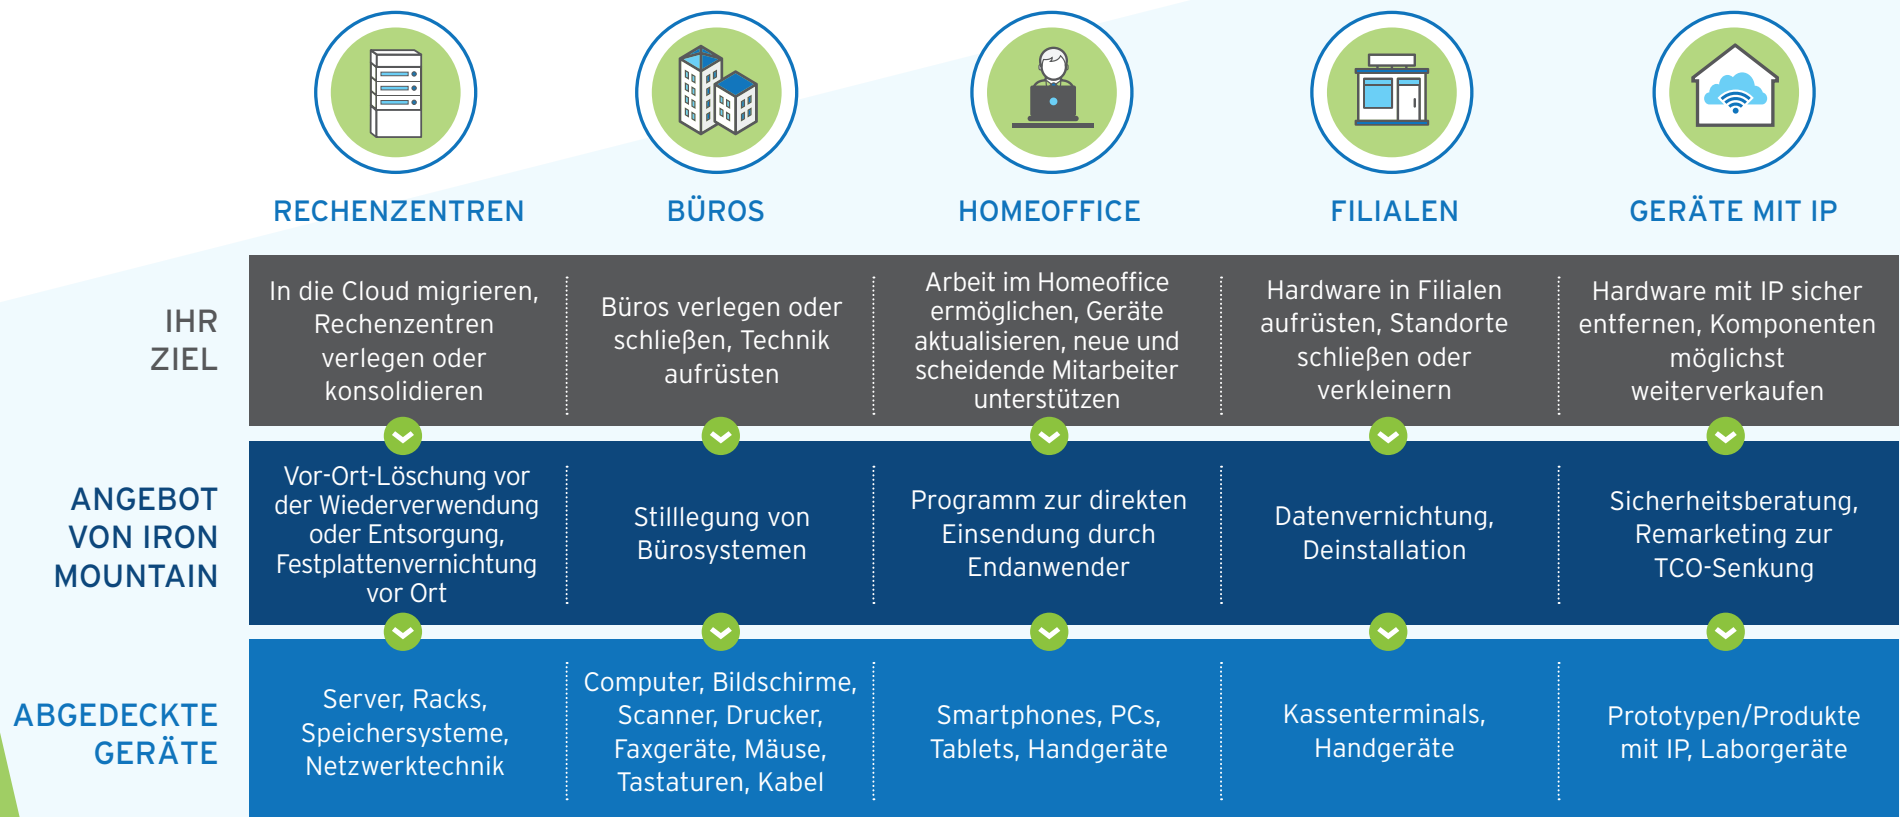 RECHENZENTREN
BÜROS
HOMEOFFICE
FILIALEN
GERÄTE MIT IP
IHR
ZIEL
In die Cloud migrieren,
Rechenzentren
verlegen oder
konsolidieren
Büros verlegen oder
schließen, Technik
aufrüsten
Arbeit im Homeoffice
ermöglichen, Geräte
aktualisieren, neue und
scheidende Mitarbeiter
unterstützen
Hardware in Filialen
aufrüsten, Standorte
schließen oder
verkleinern
Hardware mit IP sicher
entfernen, Komponenten
möglichst
weiterverkaufen
ANGEBOT
VON IRON
MOUNTAIN
Vor-Ort-Löschung vor
der Wiederverwendung
oder Entsorgung,
Festplattenvernichtung
vor Ort
Stilllegung von
Bürosystemen
Programm zur direkten
Einsendung durch
Endanwender
Datenvernichtung,
Deinstallation
Sicherheitsberatung,
Remarketing zur
TCO-Senkung
ABGEDECKTE
GERÄTE
Server, Racks,
Speichersysteme,
Netzwerktechnik
Computer, Bildschirme,
Scanner, Drucker,
Faxgeräte, Mäuse,
Tastaturen, Kabel
Smartphones, PCs,
Tablets, Handgeräte
Kassenterminals,
Handgeräte
Prototypen/Produkte
mit IP, Laborgeräte